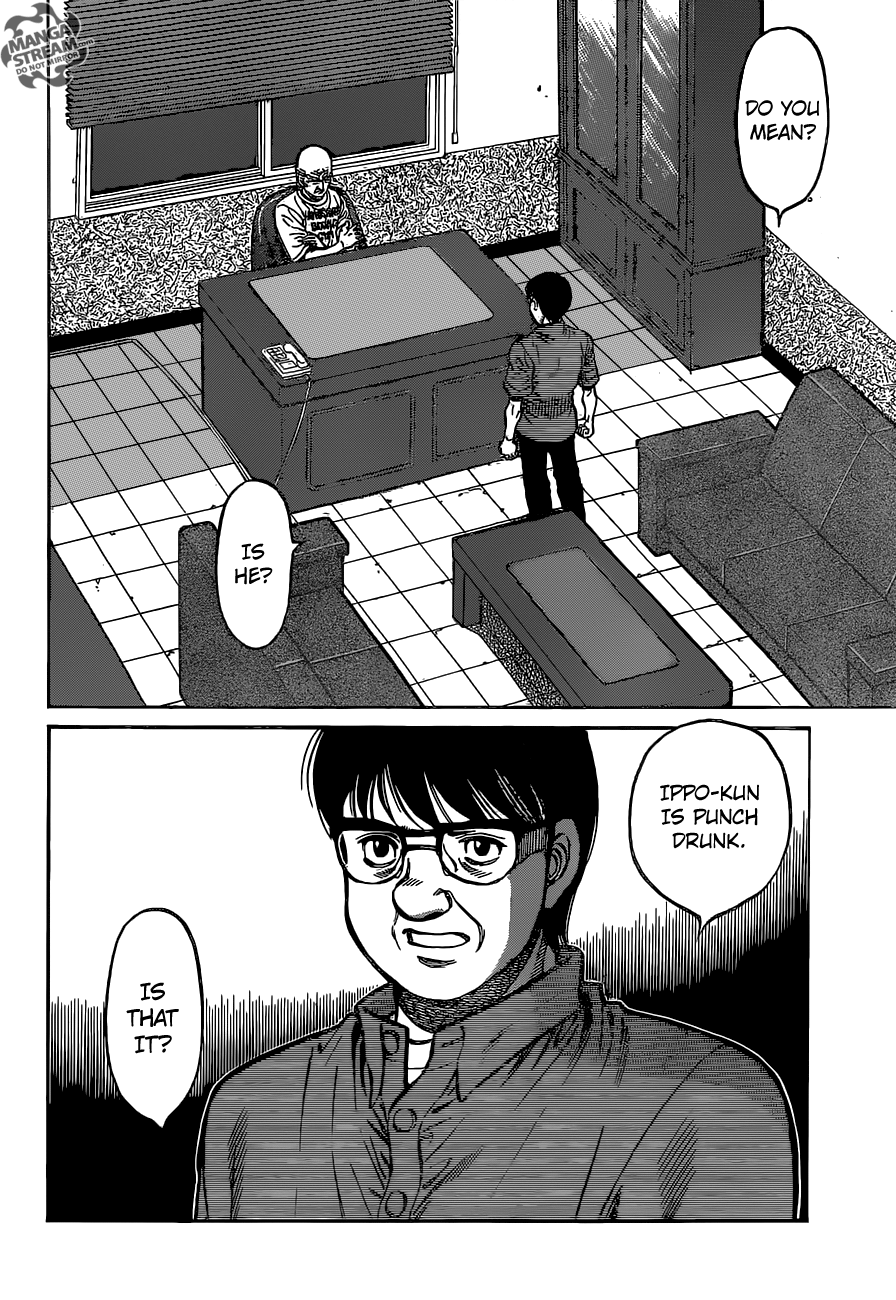 DO YOU
MEAN?
IS
HE?
IPPO-KUN
IS PUNCH
DRUNK.
IS
THAT
IT?
MANGA
STREAM
DO NOT MIRROR